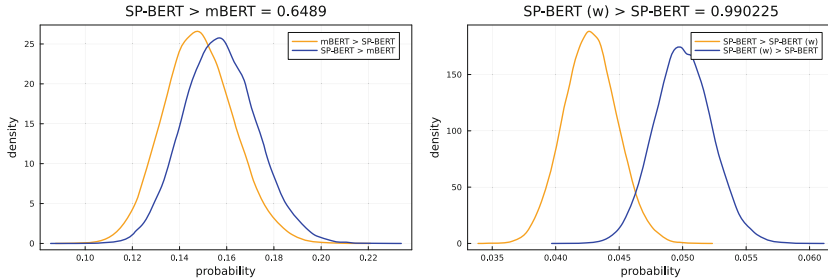 SP-BERT > mBERT = 0.6489
mBERT > SP-BERT
SP-BERT > mBERT
25
20
15
10
5
0
density
0.10
0.12
0.14
0.16
0.18
0.20
0.22
probability
SP-BERT (w) > SP-BERT = 0.990225
SP-BERT > SP-BERT (w)
SP-BERT (w) > SP-BERT
150
100
50
0
density
0.035
0.040
0.045
0.050
0.055
0.060
probability